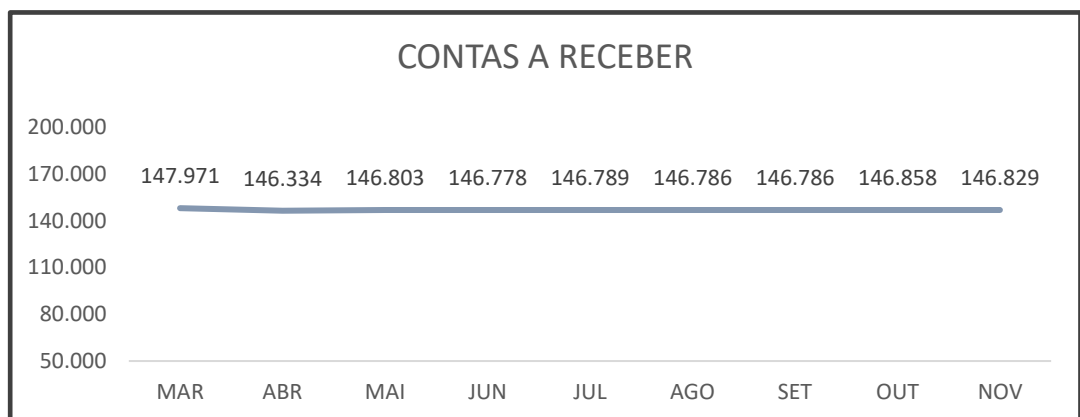 CONTAS A RECEBER
200.000
170.000
147.971 146.334 146.803 146.778 146.789 146.786 146.786 146.858 146.829
140.000
110.000
80.000
50.000
MAR ABR MAI JUN JUL AGO SET OUT NOV